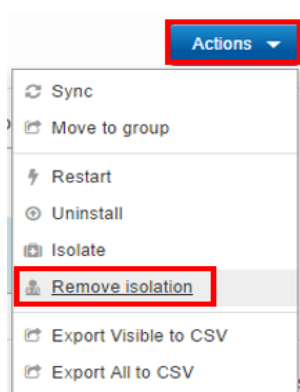 Actions
Sync
Move to group
Restart
Uninstall
Isolate
Remove isolation
Export Visible to CSV
Export All to CSV